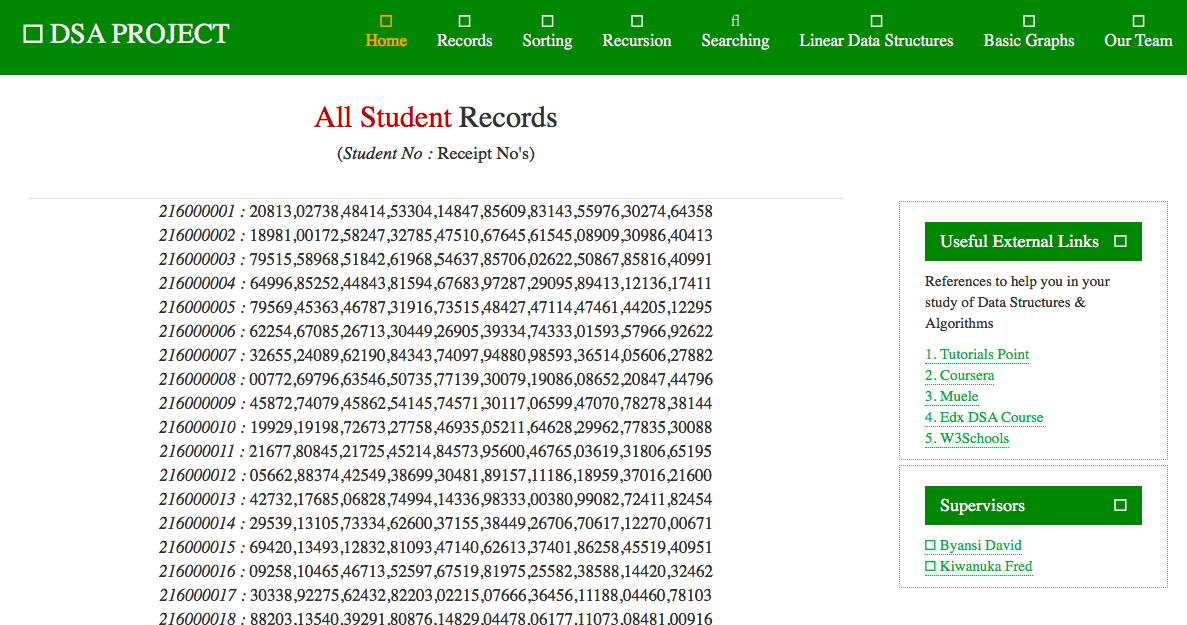 DSA PROJECT
Home
Records
Sorting
Recursion
Searching
Linear Data Structures
Basic Graphs
Our Team
All Student Records
(Student No : Receipt No's)
216000001 : 20813,02738,48414,53304,14847,85609,83143,55976,30274,64358
216000002 : 18981,00172,58247,32785,47510,67645,61545,08909,30986,40413
216000003 : 79515,58968,51842,61968,54637,85706,02622,50867,85816,40991
216000004 : 64996,85252,44843,81594,67683,97287,29095,89413,12136,17411
216000005 : 79569,45363,46787,31916,73515,48427,47114,47461,44205,12295
216000006 : 62254,67085,26713,30449,26905,39334,74333,01593,57966,92622
216000007 : 32655,24089,62190,84343,74097,94880,98593,36514,05606,27882
216000008 : 00772,69796,63546,50735,77139,30079,19086,08652,20847,44796
216000009 : 45872,74079,45862,54145,74571,30117,06599,47070,78278,38144
216000010 : 19929,19198,72673,27758,46935,05211,64628,29962,77835,30088
216000011 : 21677,80845,21725,45214,84573,95600,46765,03619,31806,65195
216000012 : 05662,88374,42549,38699,30481,89157,11186,18959,37016,21600
216000013 : 42732,17685,06828,74994,14336,98333,00380,99082,72411,82454
216000014 : 29539,13105,73334,62600,37155,38449,26706,70617,12270,00671
216000015 : 69420,13493,12832,81093,47140,62613,37401,86258,45519,40951
216000016 : 09258,10465,46713,52597,67519,81975,25582,38588,14420,32462
216000017 : 30338,92275,62432,82203,02215,07666,36456,11188,04460,78103
216000018 : 88203,13540,39291,80876,14829,04478,06177,11073,08481,00916
Useful External Links
References to help you in your
study of Data Structures &
Algorithms
1. Tutorials Point
2. Coursera
3. Muele
4. Edx DSA Course
5. W3Schools
Supervisors
Byansi David
Kiwanuka Fred